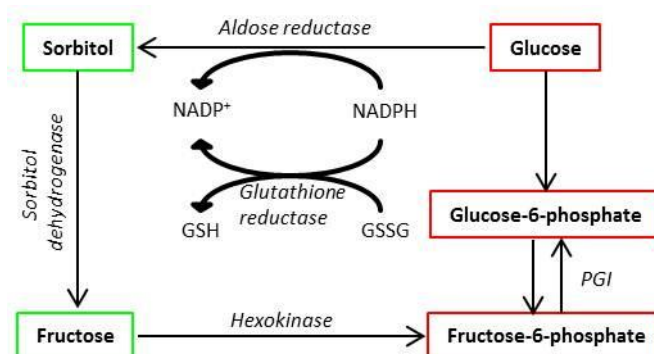 Aldose reductase
Sorbitol
Glucose
NADP⁺
NADPH
Sorbitol
dehydrogenase
Glutathione
reductase
GSH
GSSG
Glucose-6-phosphate
PGI
Hexokinase
Fructose
Fructose-6-phosphate